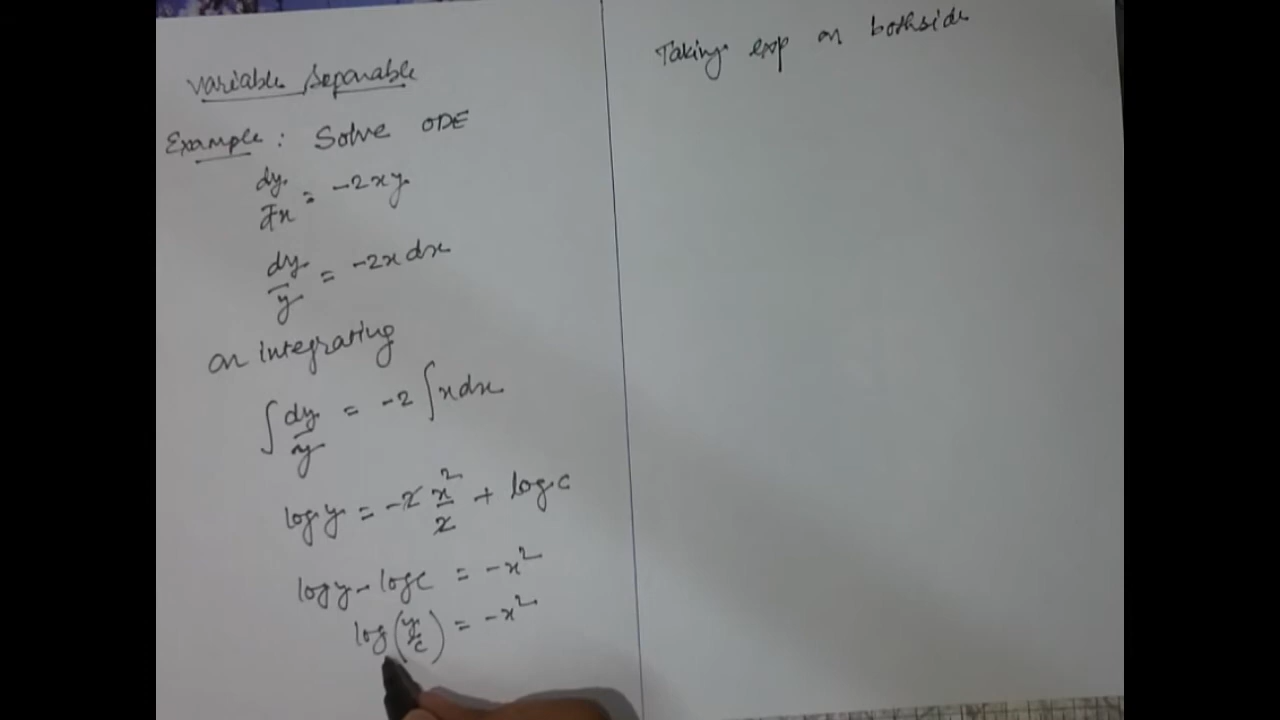 Variable Separable
Example: Solve ODE
dy/dx = -2xy
dy/y = -2x dx
on integrating
∫ dy/y = -2 ∫ x dx
log y = -2 x²/2 + log c
log y - log c = -x²
log (y/c) = -x²
Taking exp on bothside